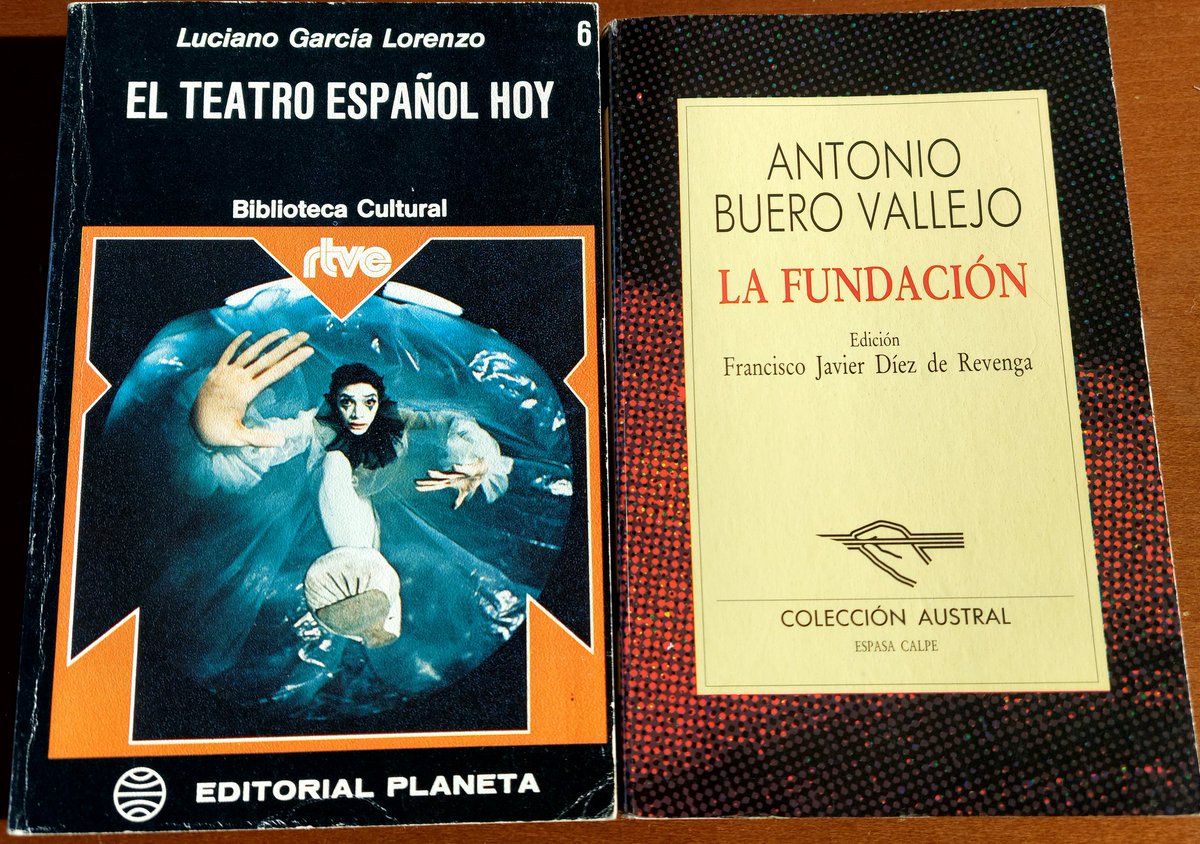 Luciano García Lorenzo
6
EL TEATRO ESPAÑOL HOY
Biblioteca Cultural
rtve
EDITORIAL PLANETA
ANTONIO
BUERO VALLEJO
LA FUNDACIÓN
Edición
Francisco Javier Díez de Revenga
COLECCIÓN AUSTRAL
ESPASA CALPE